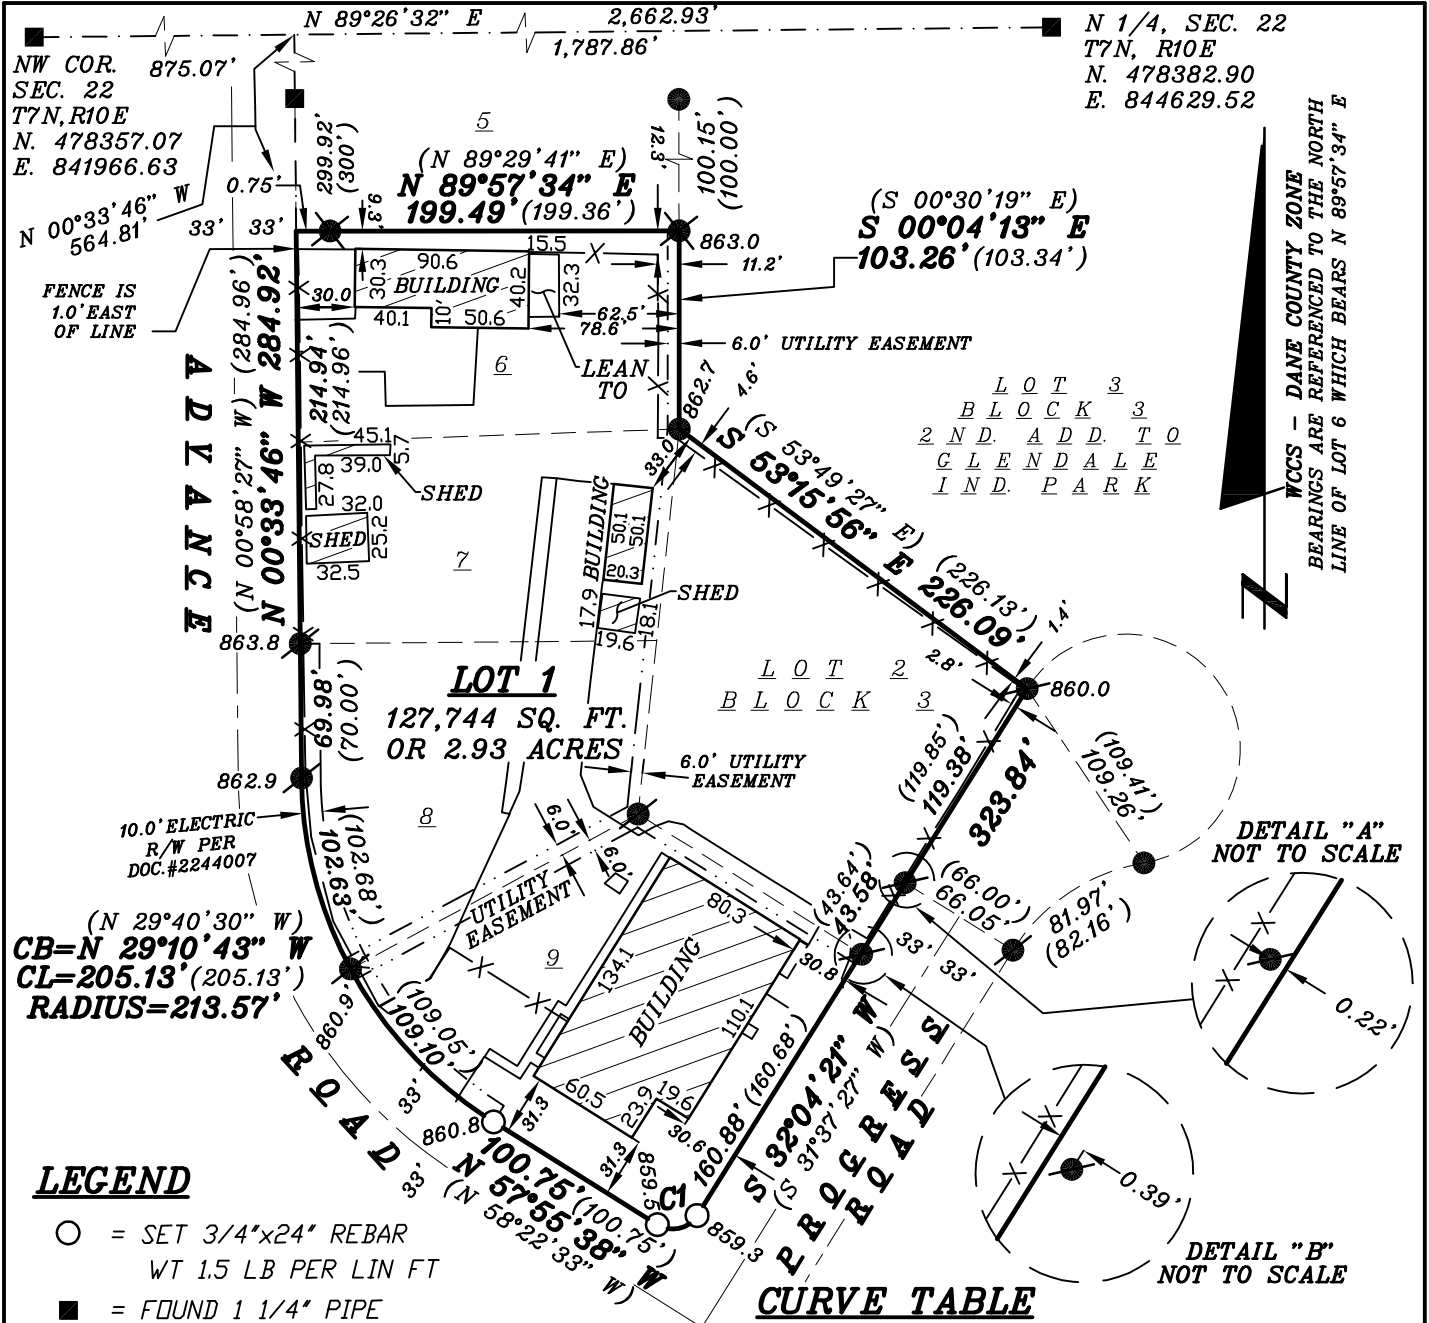 N 89°26'32" E
2,662.93'
875.07'
1,787.86'
NW COR.
SEC. 22
T7N,R10E
N. 478357.07
E. 841966.63
N 1/4, SEC. 22
T7N, R10E
N. 478382.90
E. 844629.52
WCCS - DANE COUNTY ZONE
BEARINGS ARE REFERENCED TO THE NORTH
LINE OF LOT 6 WHICH BEARS N 89°57'34" E
N 00°33'46" W
564.81'
0.75'
33' 33'
299.92'
(300')
9.3'
5
(N 89°29'41" E)
N 89°57'34" E
199.49' (199.36')
12.3'
100.15'
(100.00')
(S 00°30'19" E)
S 00°04'13" E
103.26' (103.34')
863.0
11.2'
FENCE IS
1.0' EAST
OF LINE
30.0
30.3
90.6
BUILDING
15.5
40.2
32.3
40.1
10'
50.6
62.5'
78.6'
LEAN
TO
6.0' UTILITY EASEMENT
6
862.7
4.6'
LOT 3
BLOCK 3
2 ND. ADD. TO
GLENDALE
IND. PARK
ADVANCE
(N 00°58'27" W) (284.96')
N 00°33'46" W 284.92'
214.94'
(214.96')
45.1
39.0
5.7
27.8
SHED
32.0
SHED
25.2
32.5
7
33.0
BUILDING
50.1
50.1
20.3
17.9
SHED
19.6
18.1
(S 53°49'27" E) (226.13')
S 53°15'56" E 226.09'
1.4'
2.8'
860.0
863.8
69.98'
(70.00')
862.9
LOT 1
127,744 SQ. FT.
OR 2.93 ACRES
LOT 2
BLOCK 3
6.0' UTILITY
EASEMENT
(119.85')
119.38'
323.84'
(109.41')
109.26'
10.0' ELECTRIC
R/W PER
DOC.#2244007
(102.68')
102.63'
8
6.0'
6.0'
UTILITY
EASEMENT
(43.64')
43.58'
(66.00')
66.05'
81.97'
(82.16')
33'
33'
DETAIL "A"
NOT TO SCALE
0.22'
(N 29°40'30" W)
CB=N 29°10'43" W
CL=205.13' (205.13')
RADIUS=213.57'
860.9'
(109.05')
109.10'
9
80.3
134.1
BUILDING
110.1
30.8
60.5
23.9
19.6
31.3
31.3
30.6
860.8
859.5
C1
859.3
160.88' (160.68')
S 32°04'21" W
(S 31°37'27" W)
PROGRESS
ROAD
ROAD
33'
33'
100.75' (100.75')
N 57°55'38" W
(N 58°22'33" W)
0.39'
DETAIL "B"
NOT TO SCALE
LEGEND
= SET 3/4"x24" REBAR
WT 1.5 LB PER LIN FT
= FOUND 1 1/4" PIPE
CURVE TABLE